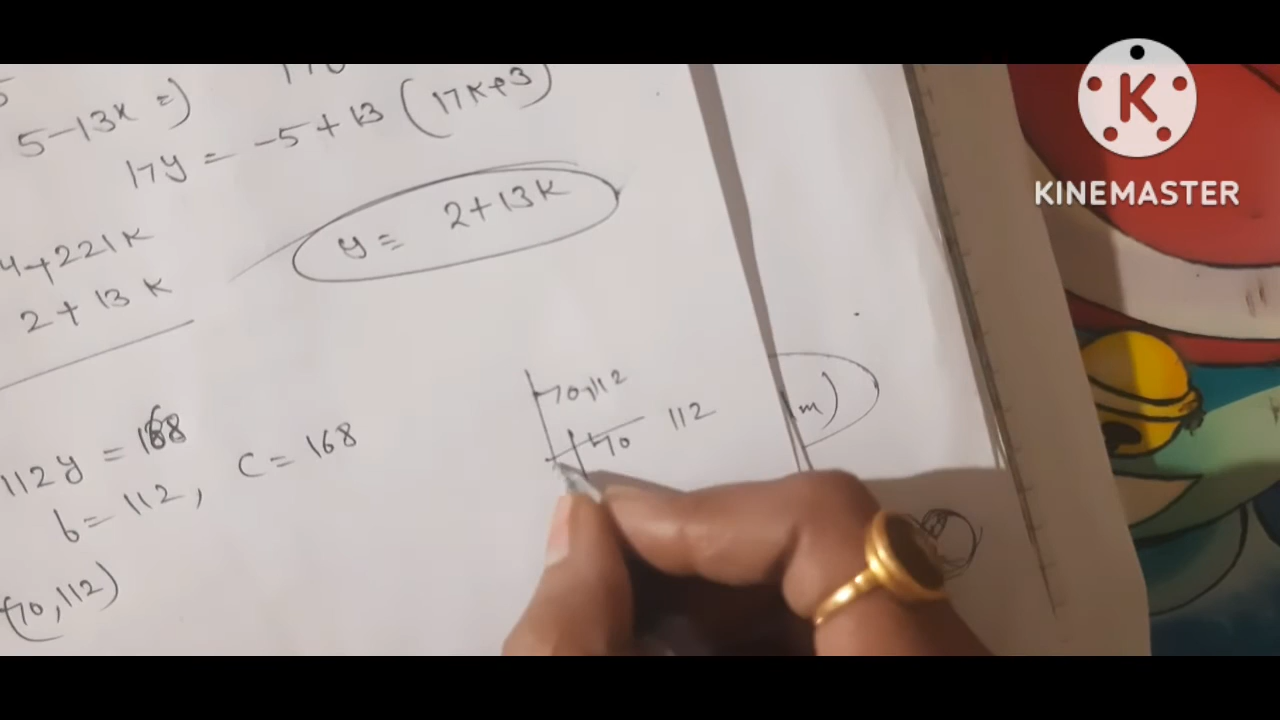 5-13K =)
17y = -5+13 (17K+3)
4+221K
2+13K
y = 2+13K
112y = 168
b=112, C=168
(70,112)
70,112
70 112
(m)
K
KINEMASTER